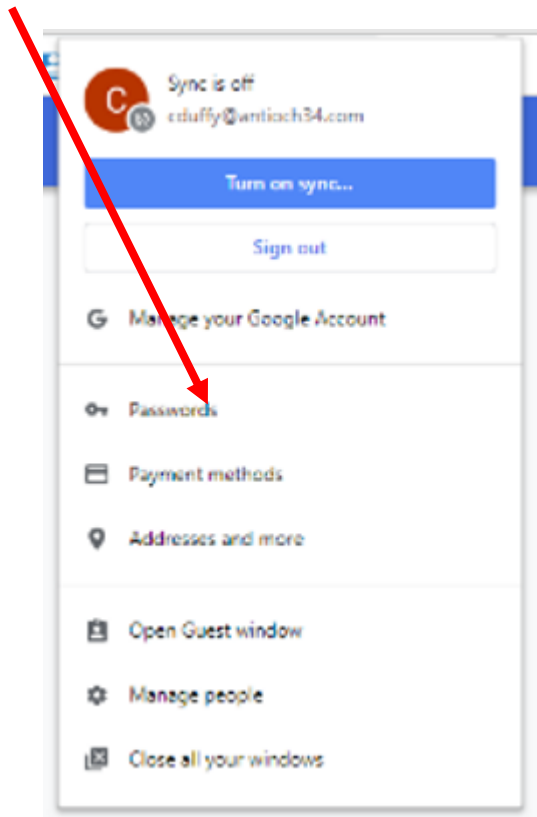 Sync is off
cduffy@antioch34.com
Turn on sync...
Sign out
Manage your Google Account
Passwords
Payment methods
Addresses and more
Open Guest window
Manage people
Close all your windows